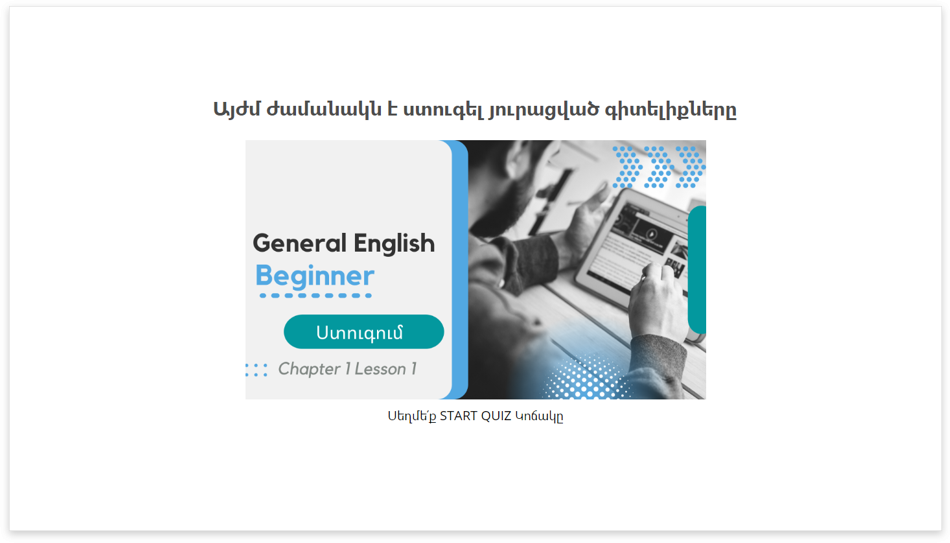 Այժմ ժամանակն է ստուգել յուրացված գիտելիքները
General English
Beginner
Ստուգում
Chapter 1 Lesson 1
Սեղմե՛ք START QUIZ Կոճակը